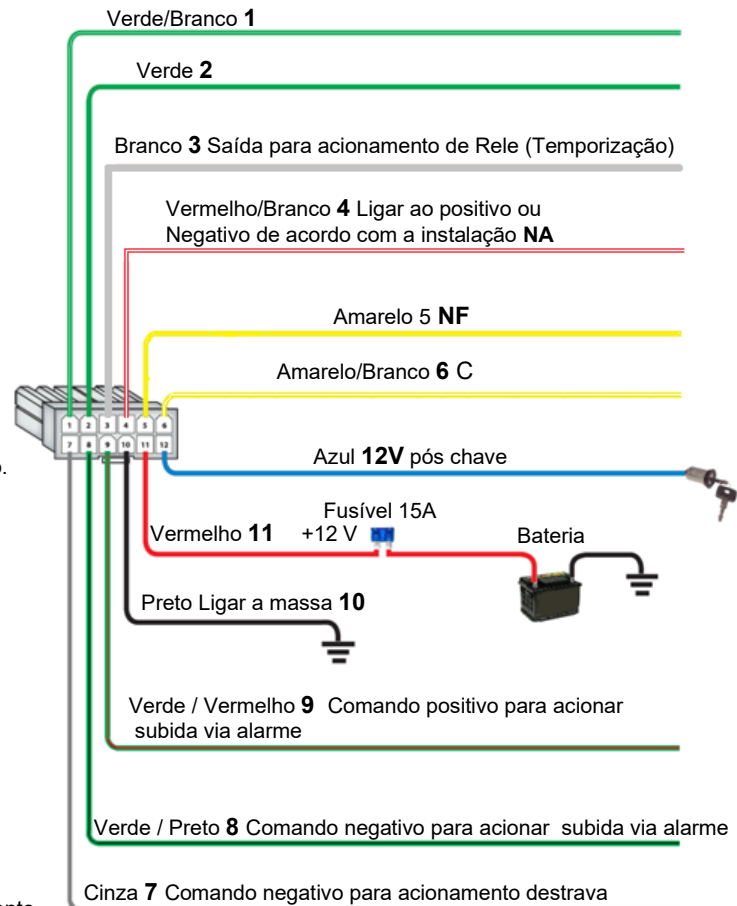 Verde/Branco 1
Verde 2
Branco 3 Saída para acionamento de Rele (Temporização)
Vermelho/Branco 4 Ligar ao positivo ou
Negativo de acordo com a instalação NA
Amarelo 5 NF
Amarelo/Branco 6 C
1 2 3 4 5 6
7 8 9 10 11 12
o.
Azul 12V pós chave
Fusível 15A
Vermelho 11 +12 V
Bateria
Preto Ligar a massa 10
Verde / Vermelho 9 Comando positivo para acionar
subida via alarme
Verde / Preto 8 Comando negativo para acionar subida via alarme
Cinza 7 Comando negativo para acionamento destrava